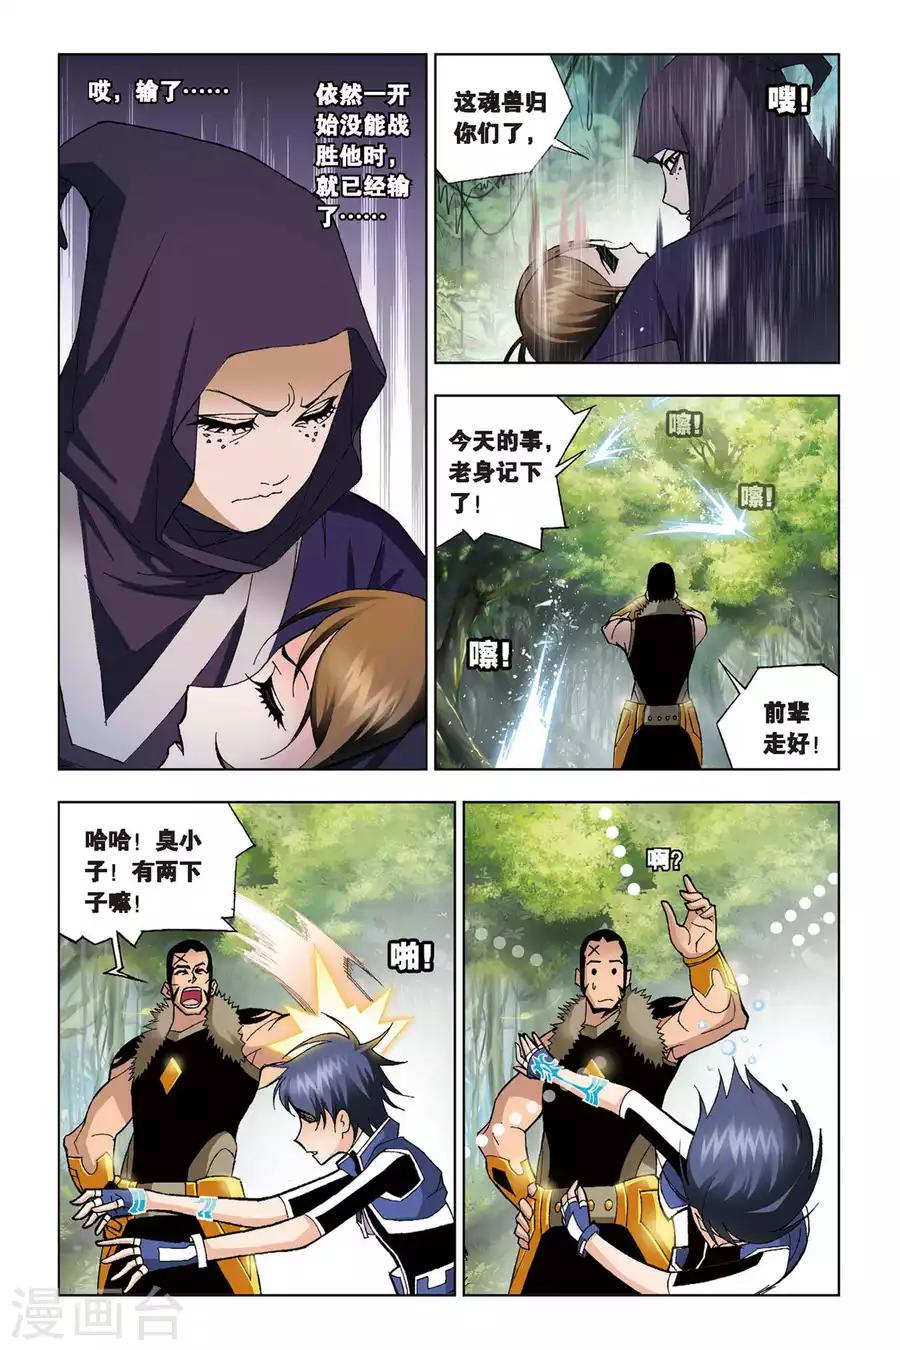 哎，输了……
依然一开
始没能战
胜他时，
就已经输
了……
这魂兽归
你们了，
嗖！
今天的事，
老身记下
了！
嚓！
嚓！
嚓！
前辈
走好！
哈哈！臭小
子！有两下
子嘛！
啪！
啊？
漫画台